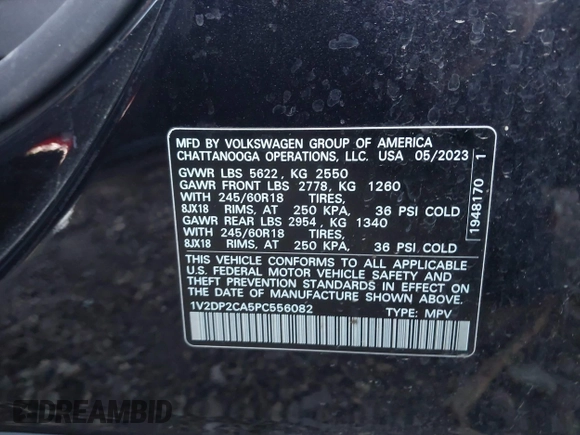 MFD BY VOLKSWAGEN GROUP OF AMERICA
CHATTANOOGA OPERATIONS, LLC. USA 05/2023
GVWR LBS 5622, KG 2550
GAWR FRONT LBS 2778, KG 1260
WITH 245/60R18 TIRES,
8JX18 RIMS, AT 250 KPA, 36 PSI COLD
GAWR REAR LBS 2954, KG 1340
WITH 245/60R18 TIRES,
8JX18 RIMS, AT 250 KPA, 36 PSI COLD
THIS VEHICLE CONFORMS TO ALL APPLICABLE
U.S. FEDERAL MOTOR VEHICLE SAFETY AND
THEFT PREVENTION STANDARDS IN EFFECT ON
THE DATE OF MANUFACTURE SHOWN ABOVE.
1V2DP2CA5PC556082 TYPE: MPV
1948170 1
DREAMBID